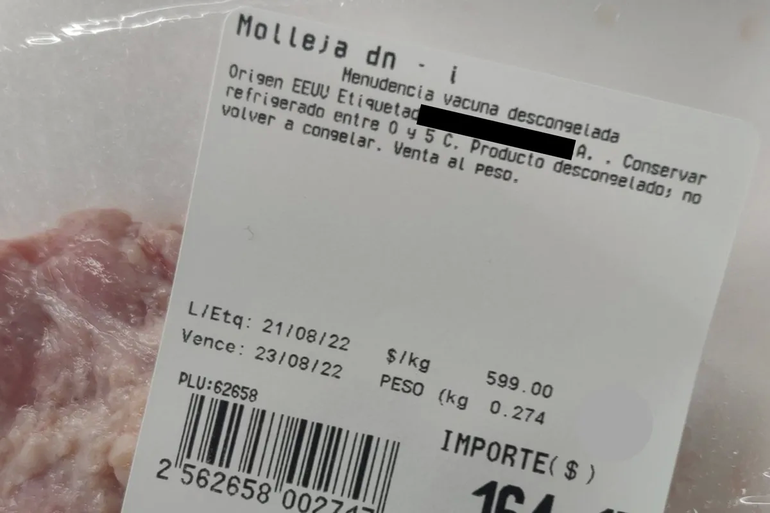 Molleja dn - i
Menudencia vacuna descongelada
Origen EEUU Etiquetad A. . Conservar
refrigerado entre 0 y 5 C. Producto descongelado; no
volver a congelar. Venta al peso.
L/Etq: 21/08/22 $/kg 599.00
Vence: 23/08/22 PESO (kg 0.274
PLU:62658
IMPORTE($)
164
2 562658 00274